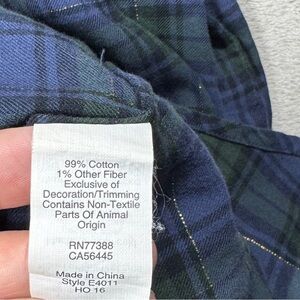 99% Cotton
1% Other Fiber
Exclusive of
Decoration/Trimming
Contains Non-Textile
Parts Of Animal
Origin
RN77388
CA56445
Made in China
Style E4011
HO 16